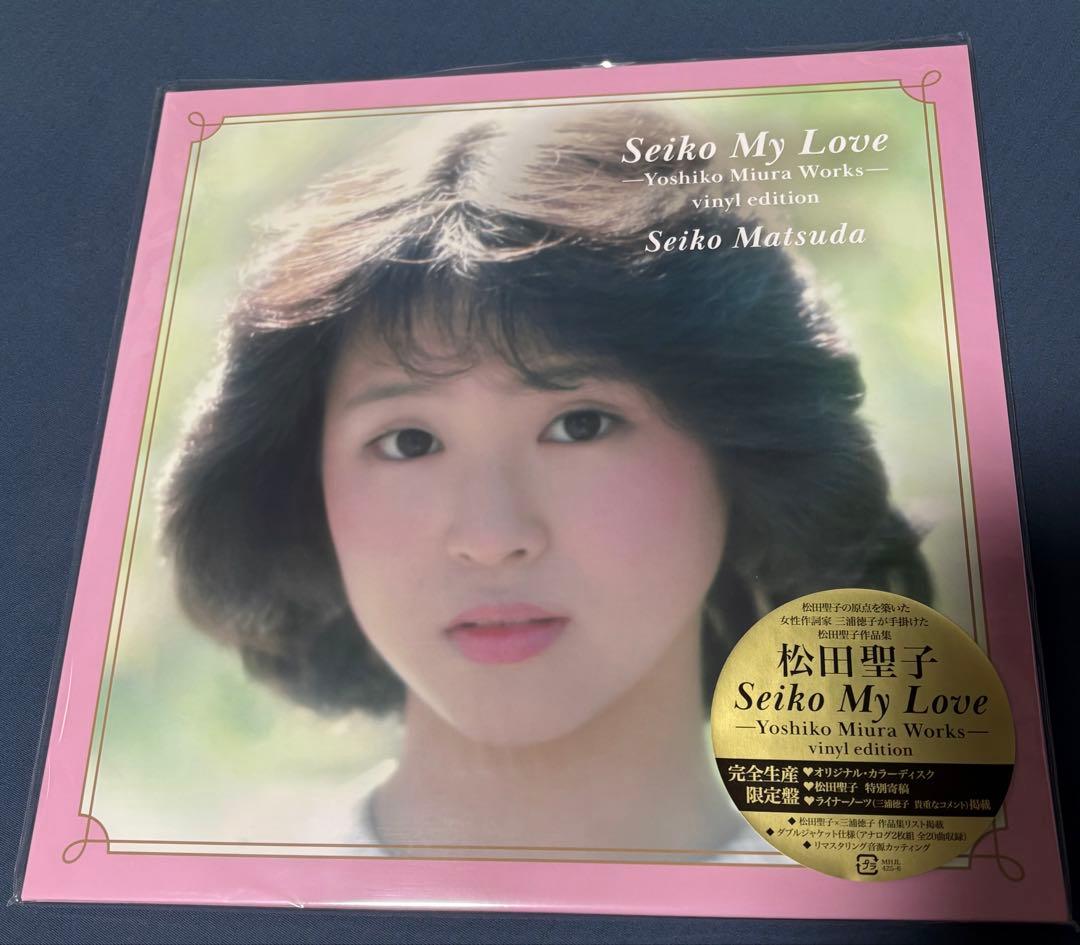 Seiko My Love
—Yoshiko Miura Works—
vinyl edition
Seiko Matsuda
松田聖子の原点を築いた
女性作詞家 三浦徳子が手掛けた
松田聖子作品集
松田聖子
Seiko My Love
—Yoshiko Miura Works—
vinyl edition
完全生産
限定盤
♥オリジナル・カラーディスク
♥松田聖子 特別寄稿
♥ライナーノーツ(三浦徳子 貴重なコメント)掲載
◆ 松田聖子×三浦徳子 作品集リスト掲載
◆ ダブルジャケット仕様(アナログ2枚組 全20曲収録)
◆ リマスタリング音源カッティング
プラ
MHJL
425-6